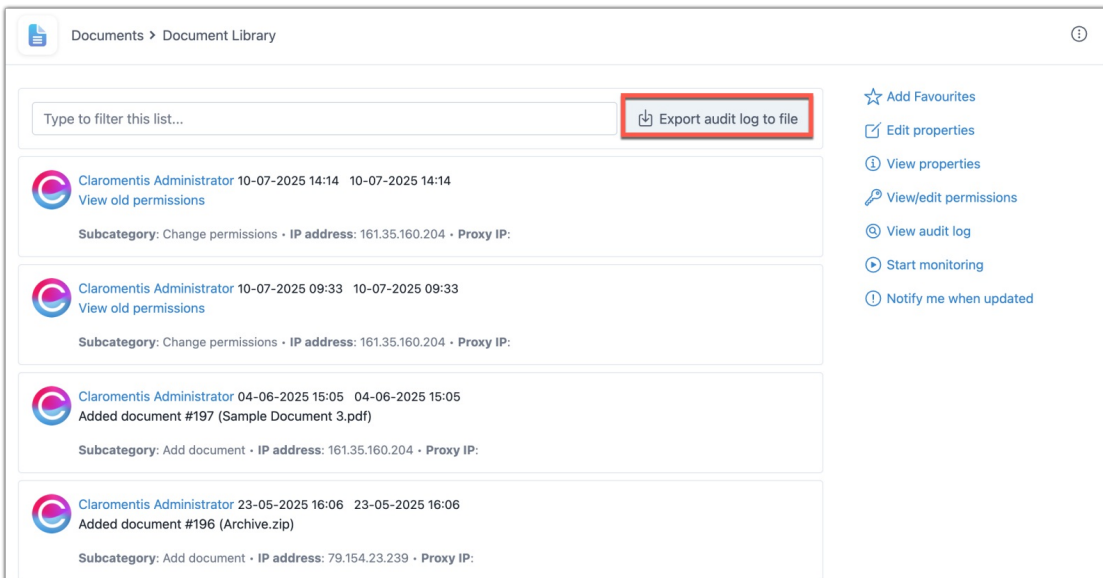 Documents > Document Library
Type to filter this list...
Export audit log to file
Claromentis Administrator 10-07-2025 14:14 10-07-2025 14:14
View old permissions
Subcategory: Change permissions • IP address: 161.35.160.204 • Proxy IP:
Claromentis Administrator 10-07-2025 09:33 10-07-2025 09:33
View old permissions
Subcategory: Change permissions • IP address: 161.35.160.204 • Proxy IP:
Claromentis Administrator 04-06-2025 15:05 04-06-2025 15:05
Added document #197 (Sample Document 3.pdf)
Subcategory: Add document • IP address: 161.35.160.204 • Proxy IP:
Claromentis Administrator 23-05-2025 16:06 23-05-2025 16:06
Added document #196 (Archive.zip)
Subcategory: Add document • IP address: 79.154.23.239 • Proxy IP:
Add Favourites
Edit properties
View properties
View/edit permissions
View audit log
Start monitoring
Notify me when updated